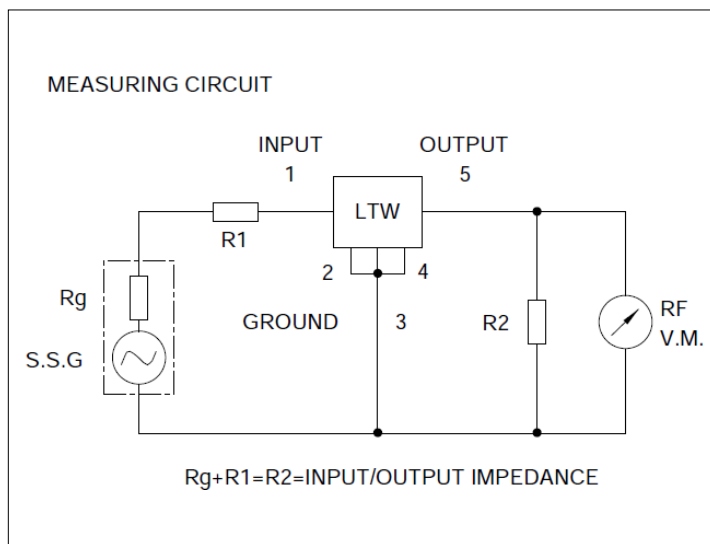 MEASURING CIRCUIT
INPUT
OUTPUT
1
5
LTW
R1
2
4
Rg
GROUND
3
R2
RF
V.M.
S.S.G
Rg+R1=R2=INPUT/OUTPUT IMPEDANCE